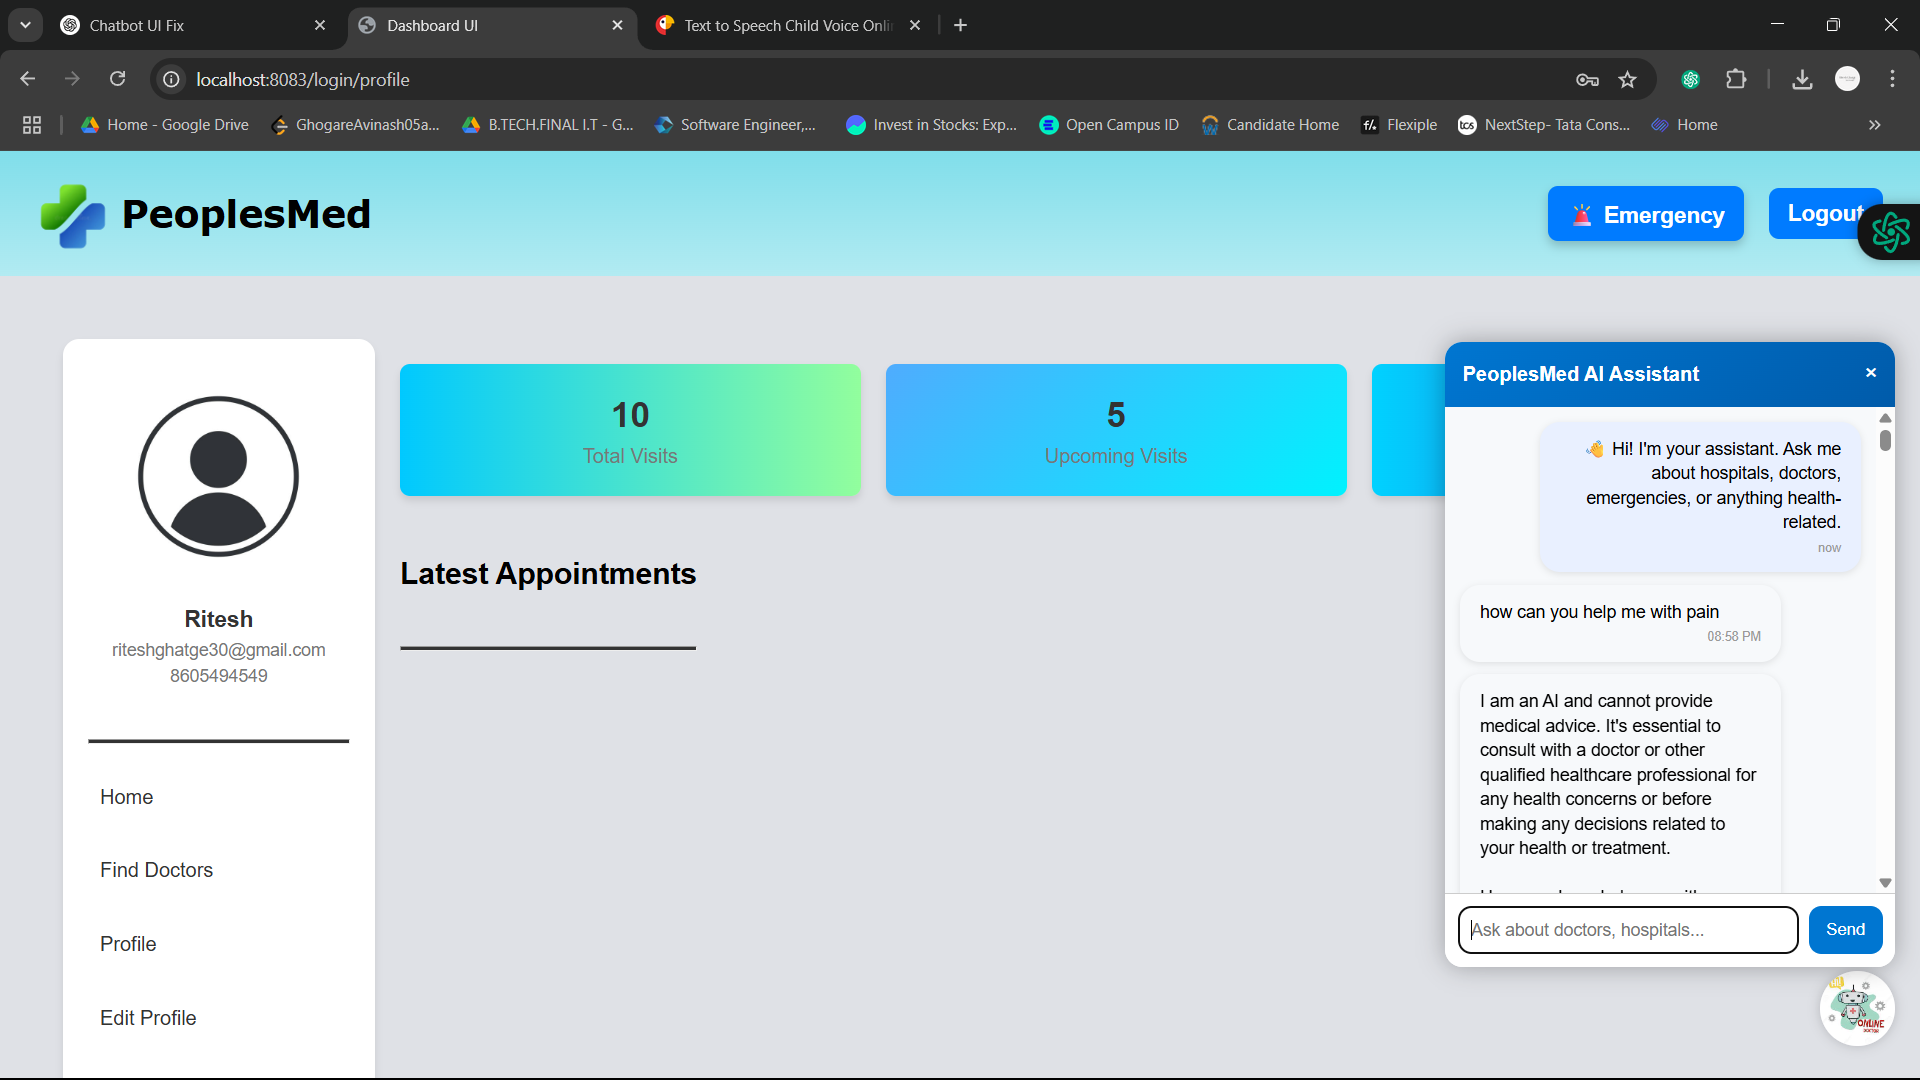 Chatbot UI Fix
Dashboard UI
Text to Speech Child Voice Onli
localhost:8083/login/profile
Home - Google Drive
GhogareAvinash05a...
B.TECH.FINAL I.T - G...
Software Engineer,...
Invest in Stocks: Exp...
Open Campus ID
Candidate Home
f/.
Flexiple
tcs
NextStep- Tata Cons...
Home
PeoplesMed
Emergency
Logout
Ritesh
riteshghatge30@gmail.com
8605494549
Home
Find Doctors
Profile
Edit Profile
10
Total Visits
5
Upcoming Visits
Latest Appointments
PeoplesMed AI Assistant
👋 Hi! I'm your assistant. Ask me
about hospitals, doctors,
emergencies, or anything health-
related.
now
how can you help me with pain
08:58 PM
I am an AI and cannot provide
medical advice. It's essential to
consult with a doctor or other
qualified healthcare professional for
any health concerns or before
making any decisions related to
your health or treatment.
Ask about doctors, hospitals...
Send
ONLINE
DOCTOR